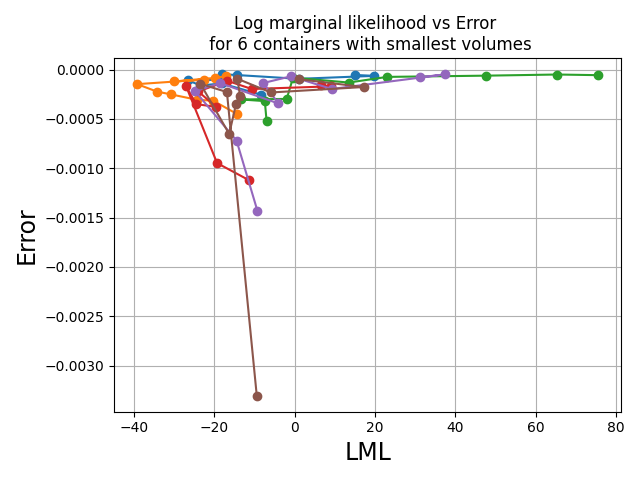 Log marginal likelihood vs Error
for 6 containers with smallest volumes
0.0000
−0.0005
−0.0010
−0.0015
−0.0020
−0.0025
−0.0030
Error
−40 −20 0 20 40 60 80
LML